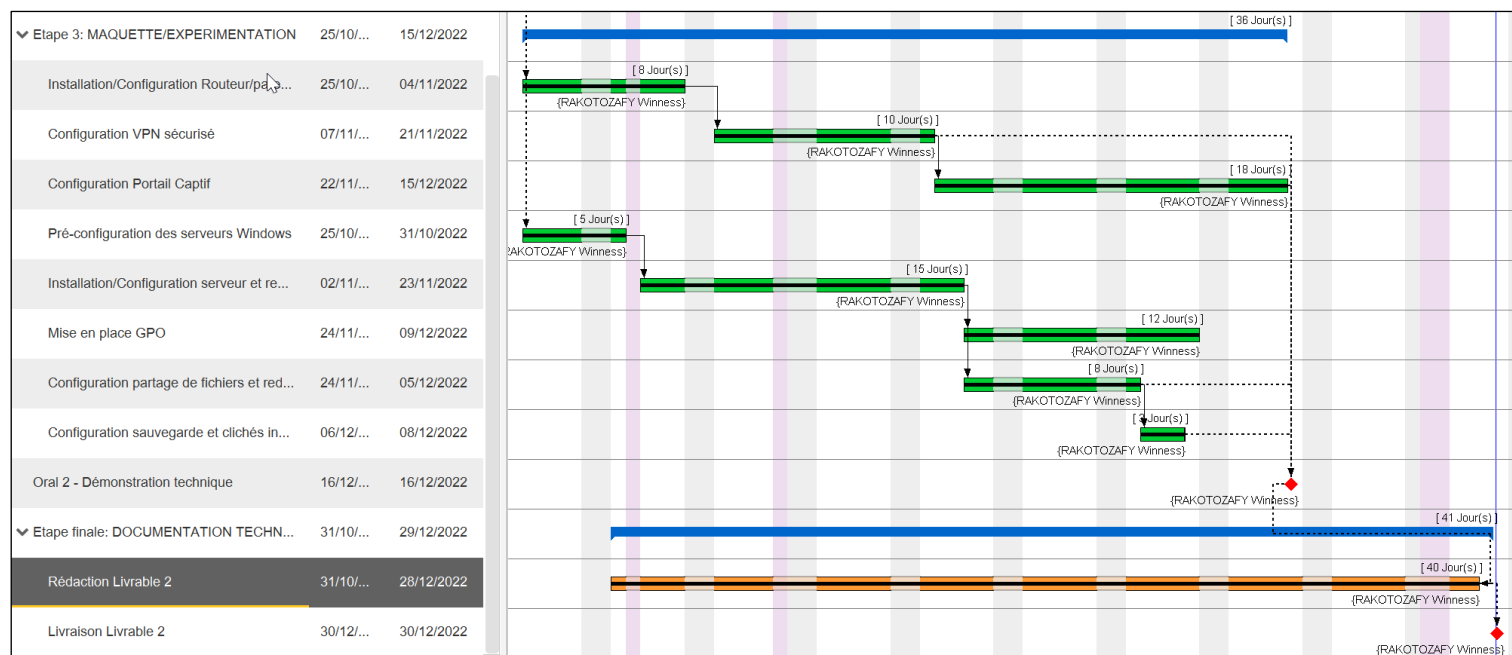 Etape 3: MAQUETTE/EXPERIMENTATION 25/10/... 15/12/2022 [ 36 Jour(s) ]
Installation/Configuration Routeur/pa... 25/10/... 04/11/2022 [ 8 Jour(s) ]
{RAKOTOZAFY Winness}
Configuration VPN sécurisé 07/11/... 21/11/2022 [ 10 Jour(s) ]
{RAKOTOZAFY Winness}
Configuration Portail Captif 22/11/... 15/12/2022 [ 18 Jour(s) ]
{RAKOTOZAFY Winness}
Pré-configuration des serveurs Windows 25/10/... 31/10/2022 [ 5 Jour(s) ]
RAKOTOZAFY Winness}
Installation/Configuration serveur et re... 02/11/... 23/11/2022 [ 15 Jour(s) ]
{RAKOTOZAFY Winness}
Mise en place GPO 24/11/... 09/12/2022 [ 12 Jour(s) ]
{RAKOTOZAFY Winness}
Configuration partage de fichiers et red... 24/11/... 05/12/2022 [ 8 Jour(s) ]
{RAKOTOZAFY Winness}
Configuration sauvegarde et clichés in... 06/12/... 08/12/2022 [ 3 Jour(s) ]
{RAKOTOZAFY Winness}
Oral 2 - Démonstration technique 16/12/... 16/12/2022
{RAKOTOZAFY Winness}
Etape finale: DOCUMENTATION TECHN... 31/10/... 29/12/2022 [ 41 Jour(s) ]
Rédaction Livrable 2 31/10/... 28/12/2022 [ 40 Jour(s) ]
{RAKOTOZAFY Winness}
Livraison Livrable 2 30/12/... 30/12/2022
{RAKOTOZAFY Winness}